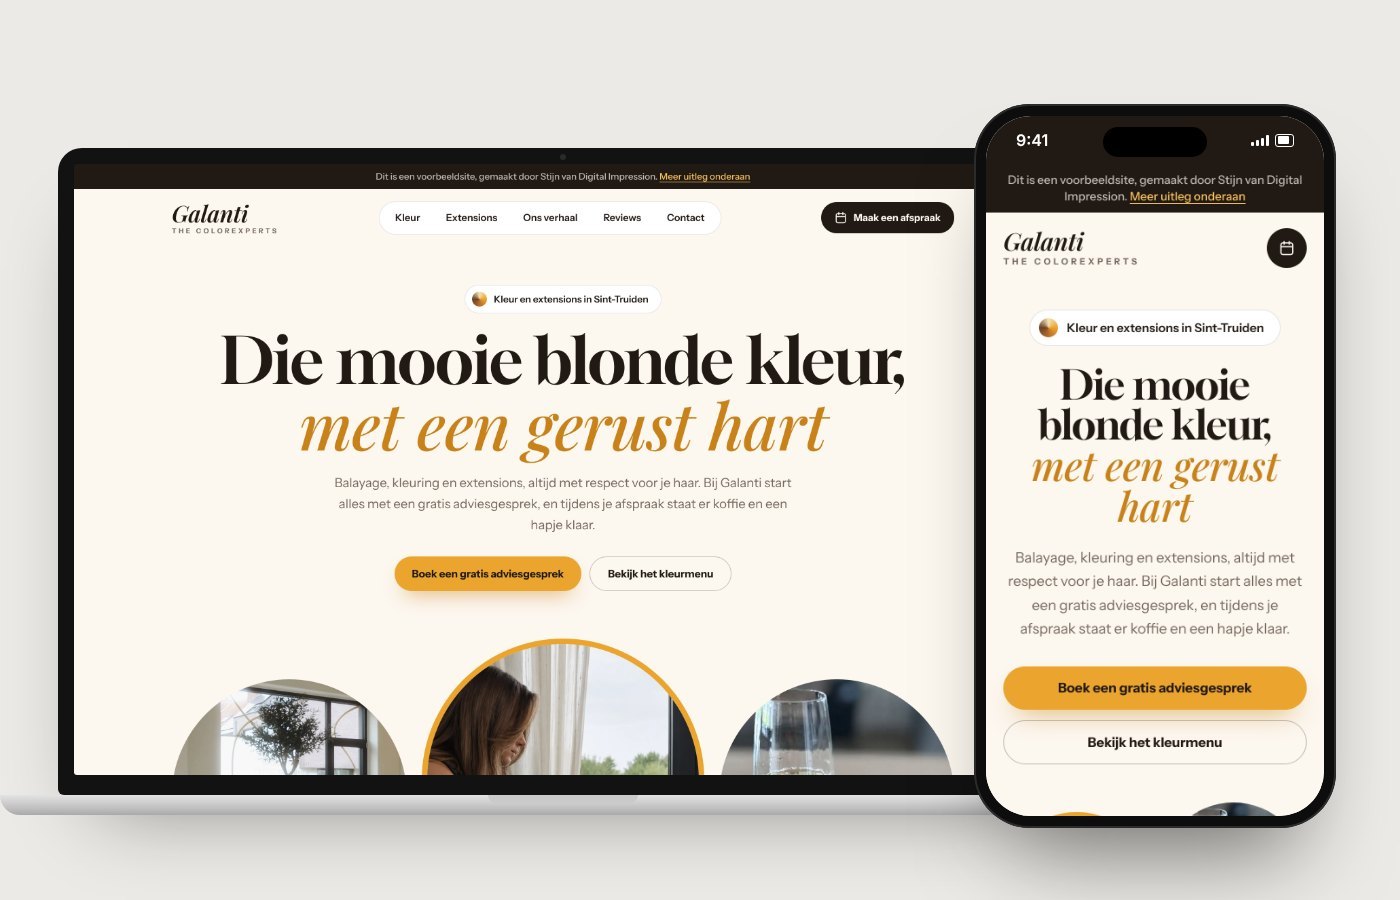 Dit is een voorbeeldsite, gemaakt door Stijn van Digital Impression. Meer uitleg onderaan
Galanti
THE COLOREXPERTS
Kleur
Extensions
Ons verhaal
Reviews
Contact
Maak een afspraak
Kleur en extensions in Sint-Truiden
Die mooie blonde kleur,
met een gerust hart
Balayage, kleuring en extensions, altijd met respect voor je haar. Bij Galanti start
alles met een gratis adviesgesprek, en tijdens je afspraak staat er koffie en een
hapje klaar.
Boek een gratis adviesgesprek
Bekijk het kleurmenu
9:41
Dit is een voorbeeldsite, gemaakt door Stijn van Digital
Impression. Meer uitleg onderaan
Galanti
THE COLOREXPERTS
Kleur en extensions in Sint-Truiden
Die mooie
blonde kleur,
met een gerust
hart
Balayage, kleuring en extensions, altijd met
respect voor je haar. Bij Galanti start alles met
een gratis adviesgesprek, en tijdens je
afspraak staat er koffie en een hapje klaar.
Boek een gratis adviesgesprek
Bekijk het kleurmenu